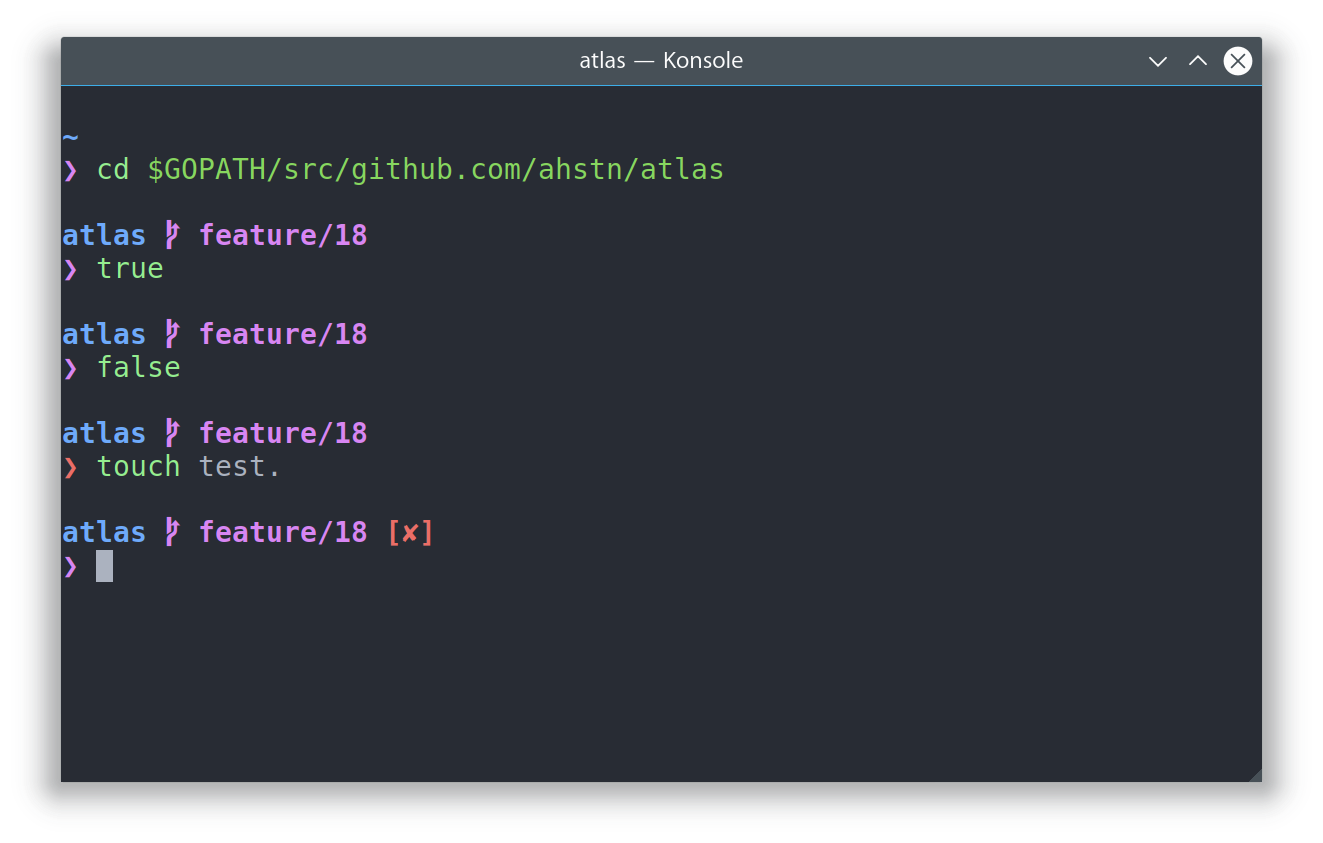 atlas — Konsole
~
❯ cd $GOPATH/src/github.com/ahstn/atlas
atlas ᚧ feature/18
❯ true
atlas ᚧ feature/18
❯ false
atlas ᚧ feature/18
❯ touch test.
atlas ᚧ feature/18 [✘]
❯